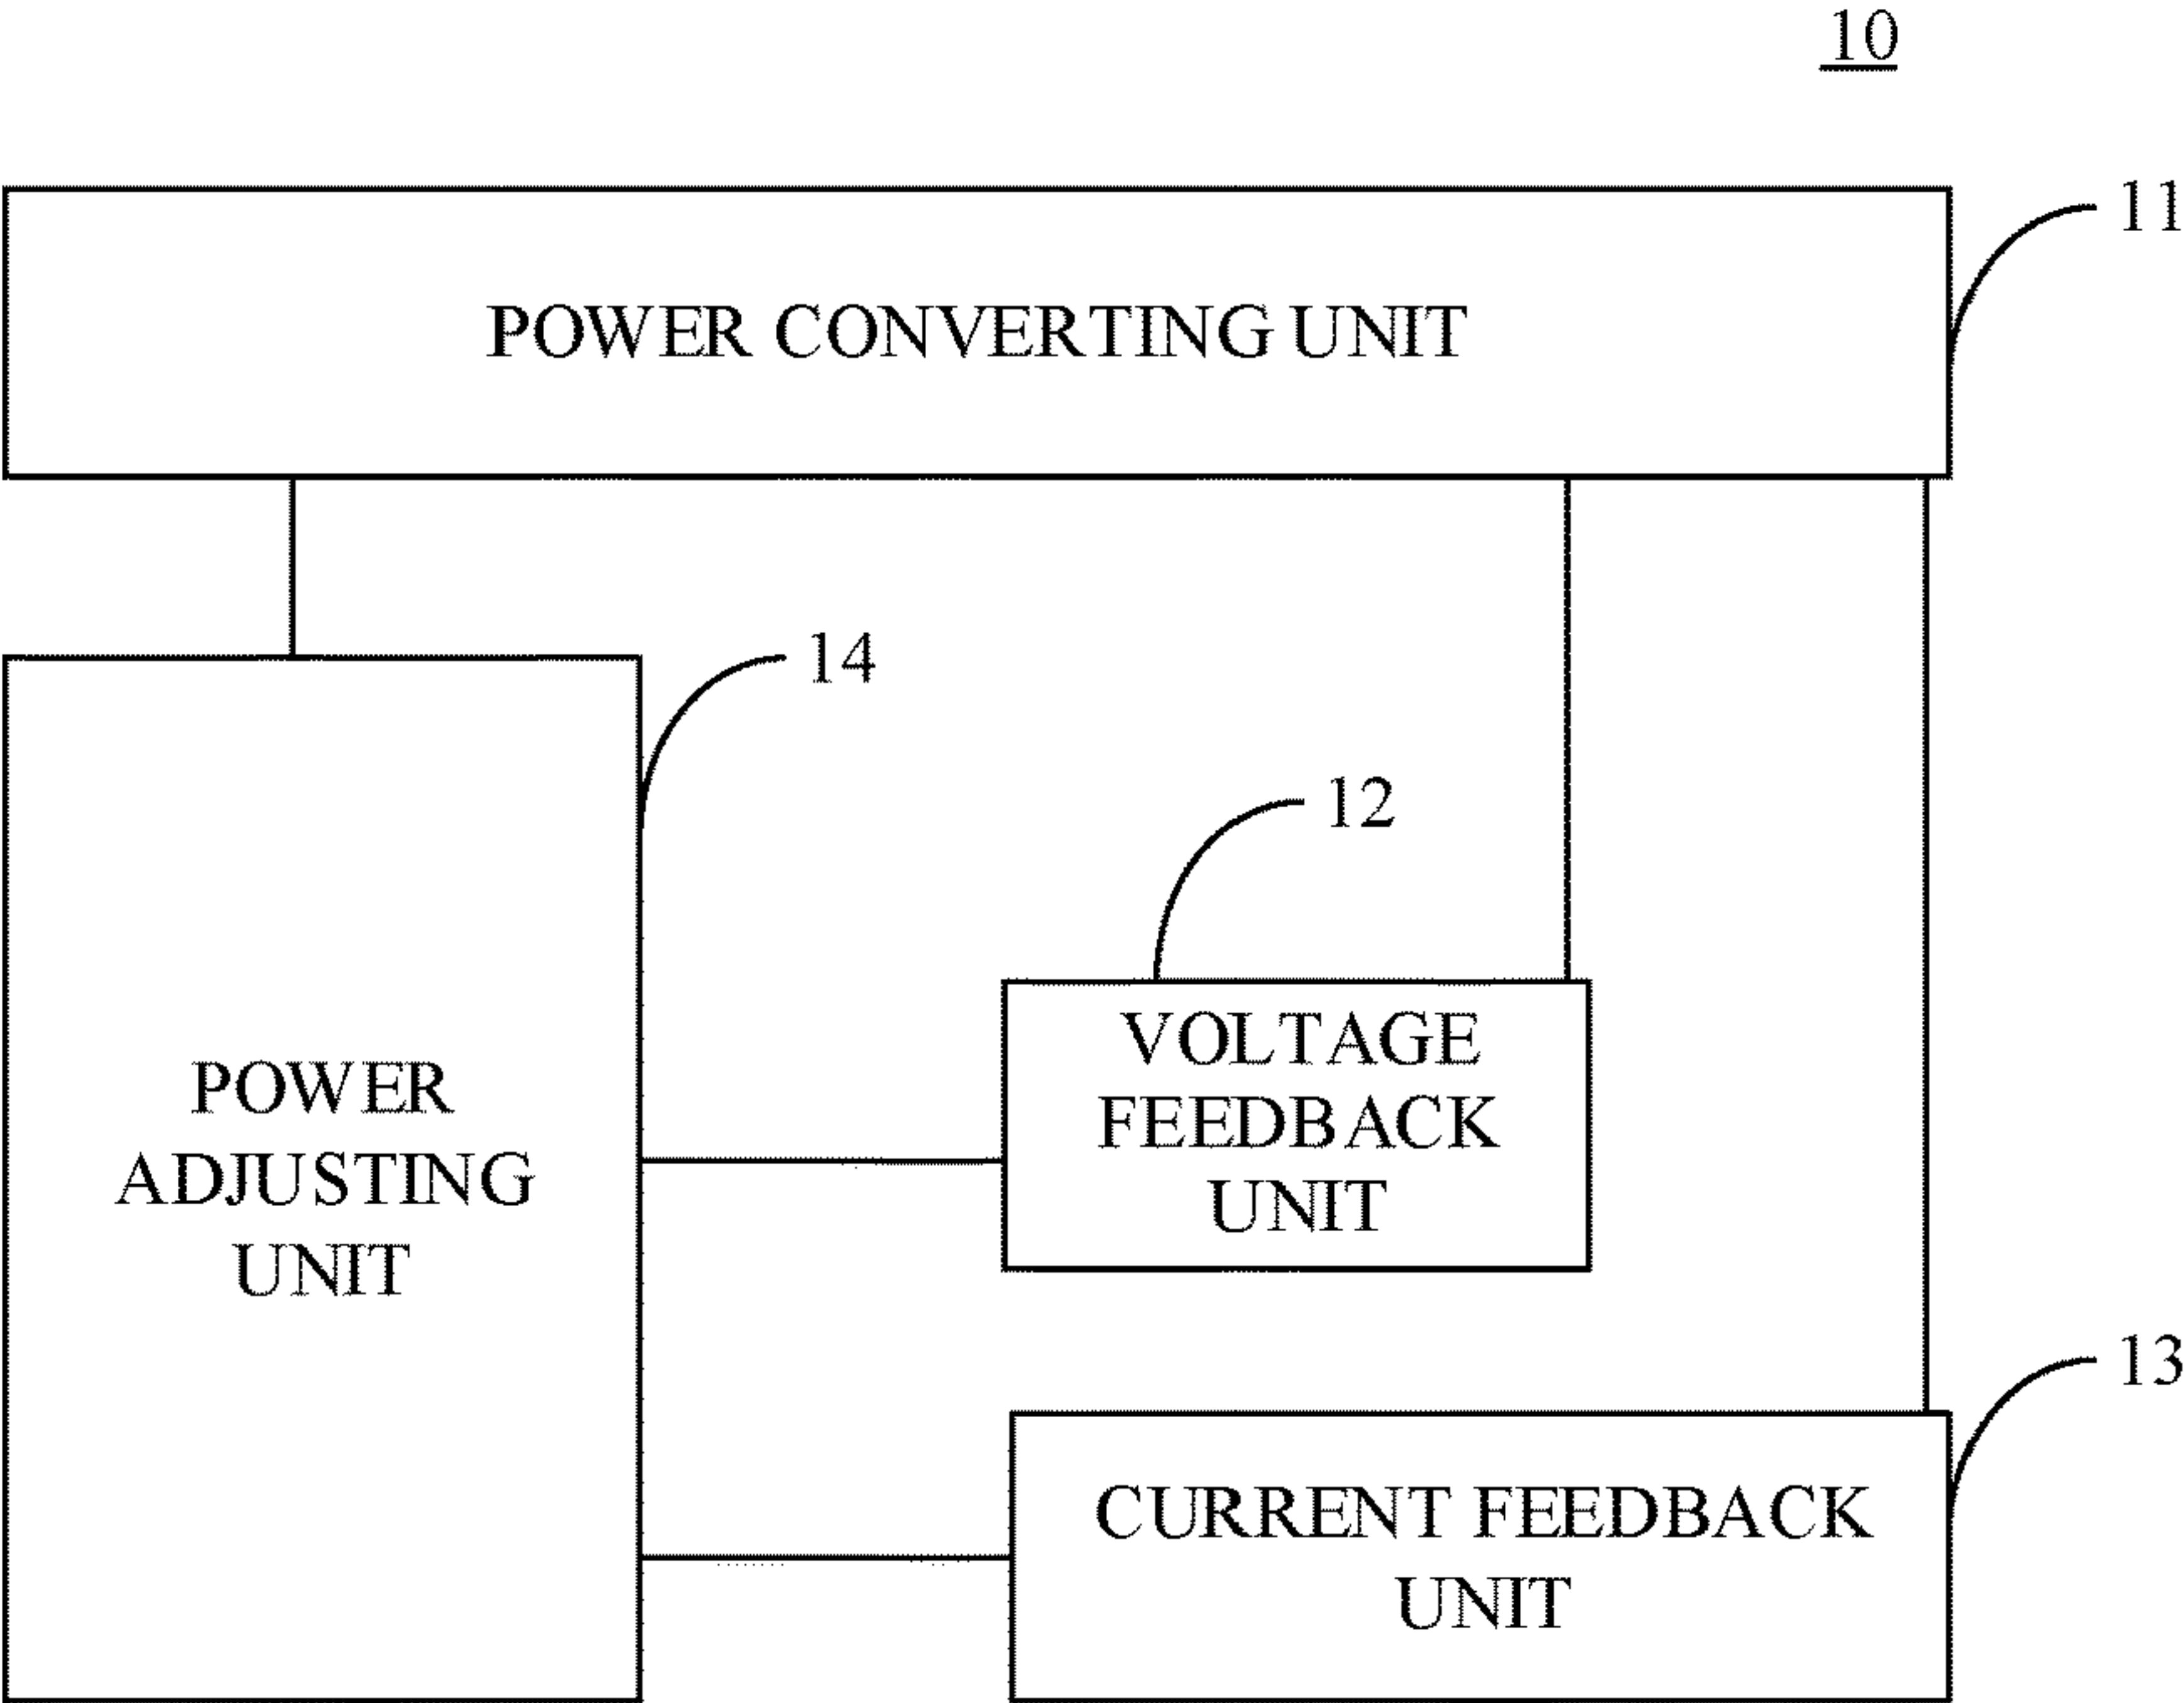 10
11
POWER CONVERTING UNIT
14
12
VOLTAGE
FEEDBACK
UNIT
POWER
ADJUSTING
UNIT
13
CURRENT FEEDBACK
UNIT